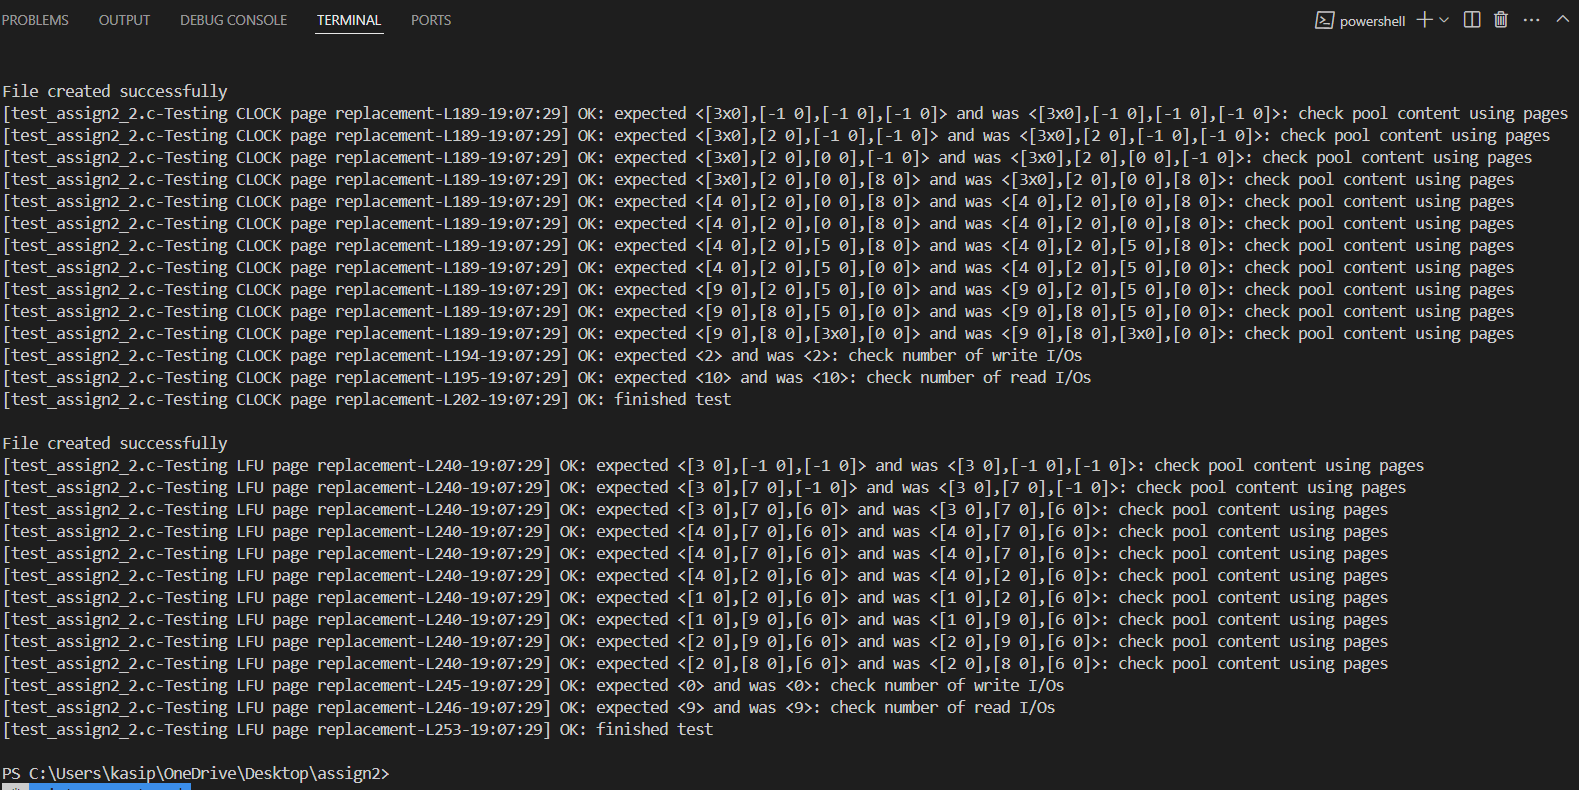 PROBLEMS OUTPUT DEBUG CONSOLE TERMINAL PORTS powershell
File created successfully
[test_assign2_2.c-Testing CLOCK page replacement-L189-19:07:29] OK: expected <[3x0],[-1 0],[-1 0],[-1 0]> and was <[3x0],[-1 0],[-1 0],[-1 0]>: check pool content using pages
[test_assign2_2.c-Testing CLOCK page replacement-L189-19:07:29] OK: expected <[3x0],[2 0],[-1 0],[-1 0]> and was <[3x0],[2 0],[-1 0],[-1 0]>: check pool content using pages
[test_assign2_2.c-Testing CLOCK page replacement-L189-19:07:29] OK: expected <[3x0],[2 0],[0 0],[-1 0]> and was <[3x0],[2 0],[0 0],[-1 0]>: check pool content using pages
[test_assign2_2.c-Testing CLOCK page replacement-L189-19:07:29] OK: expected <[3x0],[2 0],[0 0],[8 0]> and was <[3x0],[2 0],[0 0],[8 0]>: check pool content using pages
[test_assign2_2.c-Testing CLOCK page replacement-L189-19:07:29] OK: expected <[4 0],[2 0],[0 0],[8 0]> and was <[4 0],[2 0],[0 0],[8 0]>: check pool content using pages
[test_assign2_2.c-Testing CLOCK page replacement-L189-19:07:29] OK: expected <[4 0],[2 0],[0 0],[8 0]> and was <[4 0],[2 0],[0 0],[8 0]>: check pool content using pages
[test_assign2_2.c-Testing CLOCK page replacement-L189-19:07:29] OK: expected <[4 0],[2 0],[5 0],[8 0]> and was <[4 0],[2 0],[5 0],[8 0]>: check pool content using pages
[test_assign2_2.c-Testing CLOCK page replacement-L189-19:07:29] OK: expected <[4 0],[2 0],[5 0],[0 0]> and was <[4 0],[2 0],[5 0],[0 0]>: check pool content using pages
[test_assign2_2.c-Testing CLOCK page replacement-L189-19:07:29] OK: expected <[9 0],[2 0],[5 0],[0 0]> and was <[9 0],[2 0],[5 0],[0 0]>: check pool content using pages
[test_assign2_2.c-Testing CLOCK page replacement-L189-19:07:29] OK: expected <[9 0],[8 0],[5 0],[0 0]> and was <[9 0],[8 0],[5 0],[0 0]>: check pool content using pages
[test_assign2_2.c-Testing CLOCK page replacement-L189-19:07:29] OK: expected <[9 0],[8 0],[3x0],[0 0]> and was <[9 0],[8 0],[3x0],[0 0]>: check pool content using pages
[test_assign2_2.c-Testing CLOCK page replacement-L194-19:07:29] OK: expected <2> and was <2>: check number of write I/Os
[test_assign2_2.c-Testing CLOCK page replacement-L195-19:07:29] OK: expected <10> and was <10>: check number of read I/Os
[test_assign2_2.c-Testing CLOCK page replacement-L202-19:07:29] OK: finished test
File created successfully
[test_assign2_2.c-Testing LFU page replacement-L240-19:07:29] OK: expected <[3 0],[-1 0],[-1 0]> and was <[3 0],[-1 0],[-1 0]>: check pool content using pages
[test_assign2_2.c-Testing LFU page replacement-L240-19:07:29] OK: expected <[3 0],[7 0],[-1 0]> and was <[3 0],[7 0],[-1 0]>: check pool content using pages
[test_assign2_2.c-Testing LFU page replacement-L240-19:07:29] OK: expected <[3 0],[7 0],[6 0]> and was <[3 0],[7 0],[6 0]>: check pool content using pages
[test_assign2_2.c-Testing LFU page replacement-L240-19:07:29] OK: expected <[4 0],[7 0],[6 0]> and was <[4 0],[7 0],[6 0]>: check pool content using pages
[test_assign2_2.c-Testing LFU page replacement-L240-19:07:29] OK: expected <[4 0],[7 0],[6 0]> and was <[4 0],[7 0],[6 0]>: check pool content using pages
[test_assign2_2.c-Testing LFU page replacement-L240-19:07:29] OK: expected <[4 0],[2 0],[6 0]> and was <[4 0],[2 0],[6 0]>: check pool content using pages
[test_assign2_2.c-Testing LFU page replacement-L240-19:07:29] OK: expected <[1 0],[2 0],[6 0]> and was <[1 0],[2 0],[6 0]>: check pool content using pages
[test_assign2_2.c-Testing LFU page replacement-L240-19:07:29] OK: expected <[1 0],[9 0],[6 0]> and was <[1 0],[9 0],[6 0]>: check pool content using pages
[test_assign2_2.c-Testing LFU page replacement-L240-19:07:29] OK: expected <[2 0],[9 0],[6 0]> and was <[2 0],[9 0],[6 0]>: check pool content using pages
[test_assign2_2.c-Testing LFU page replacement-L240-19:07:29] OK: expected <[2 0],[8 0],[6 0]> and was <[2 0],[8 0],[6 0]>: check pool content using pages
[test_assign2_2.c-Testing LFU page replacement-L245-19:07:29] OK: expected <0> and was <0>: check number of write I/Os
[test_assign2_2.c-Testing LFU page replacement-L246-19:07:29] OK: expected <9> and was <9>: check number of read I/Os
[test_assign2_2.c-Testing LFU page replacement-L253-19:07:29] OK: finished test
PS C:\Users\kasip\OneDrive\Desktop\assign2>